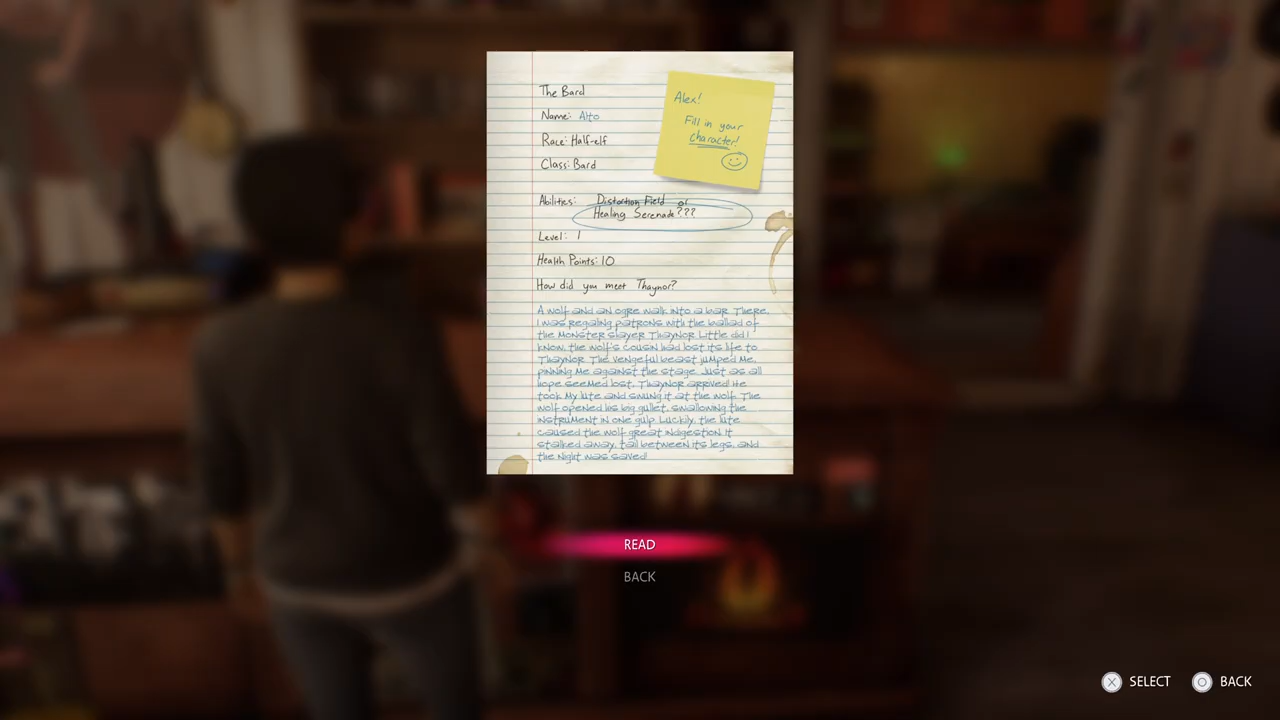 The Bard
Name: Alto
Race: Half-elf
Class: Bard
Alex!
Fill in your
character!
Abilities: Distortion Field or
Healing Serenade???
Level: 1
Health Points: 10
How did you meet Thaynor?
A wolf and an ogre walk into a bar. There,
I was regaling patrons with the ballad of
the Monster Slayer Thaynor. Little did I
know, the wolf's cousin had lost its life to
Thaynor. The vengeful beast jumped me,
pinning me against the stage. Just as all
hope seemed lost, Thaynor arrived! He
took my lute and swung it at the wolf. The
wolf opened his big gullet, swallowing the
instrument in one gulp. Luckily, the lute
caused the wolf great indigestion. It
stalked away, tail between its legs, and
the night was saved!
READ
BACK
SELECT
BACK